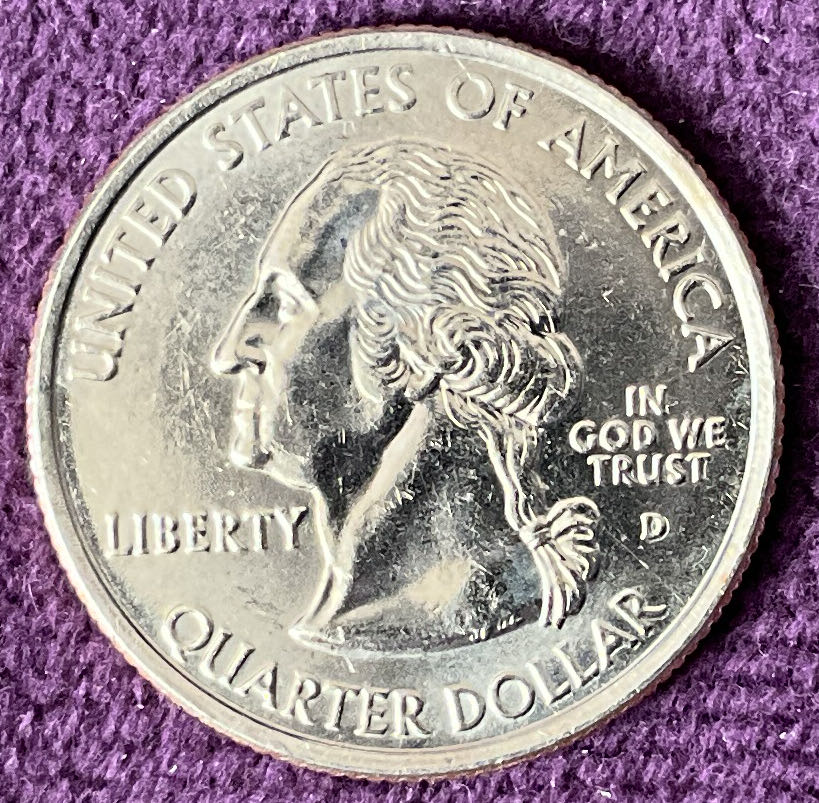 UNITED STATES OF AMERICA
IN
GOD WE
TRUST
LIBERTY
D
QUARTER DOLLAR